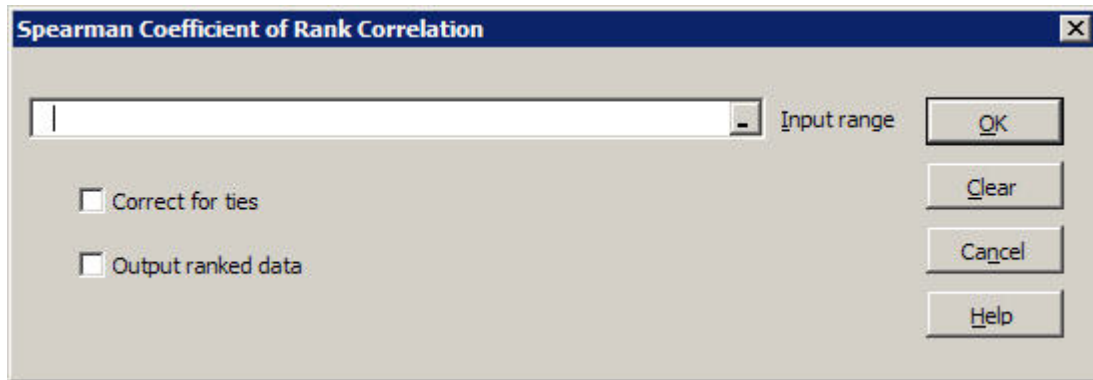 Spearman Coefficient of Rank Correlation
Input range
OK
Correct for ties
Clear
Output ranked data
Cancel
Help